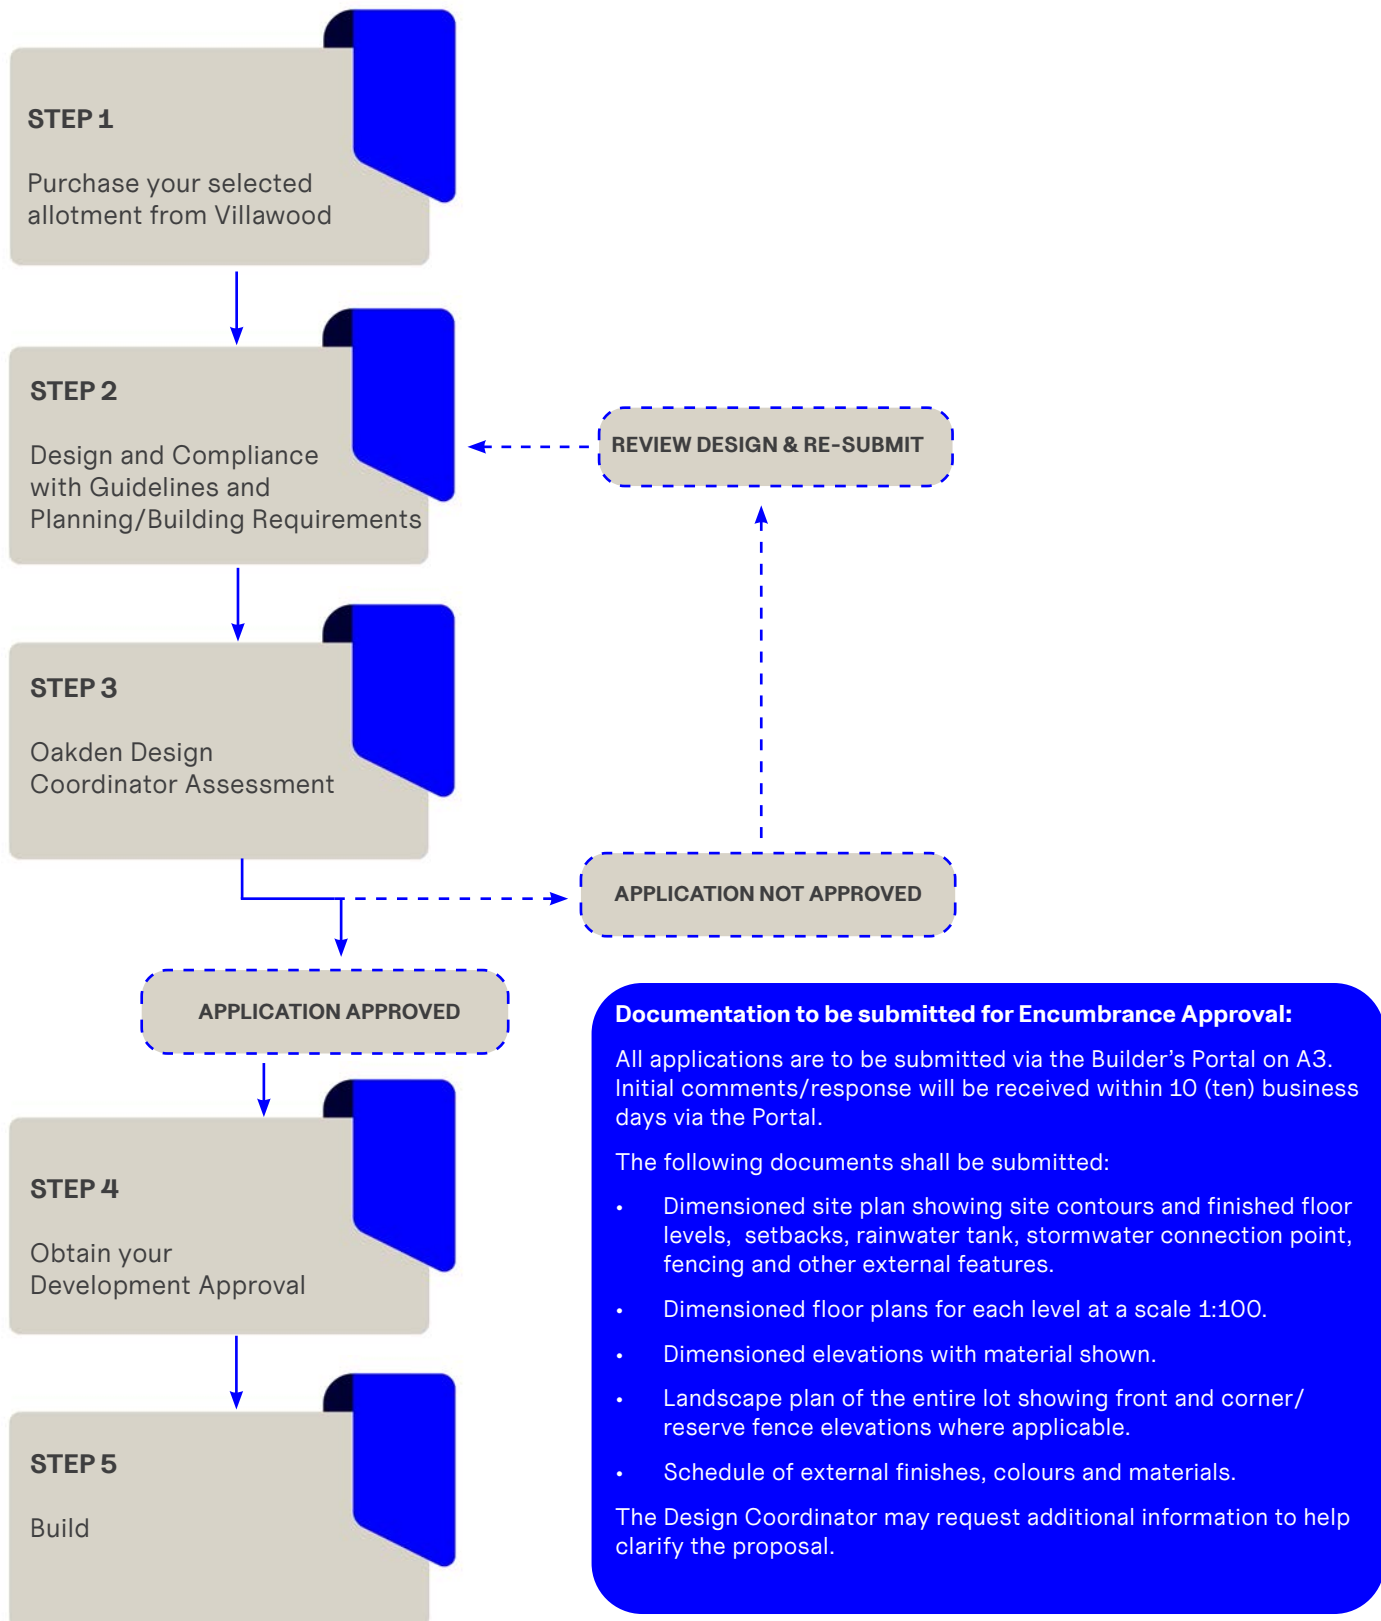 STEP 1
Purchase your selected
allotment from Villawood
STEP 2
Design and Compliance
with Guidelines and
Planning/Building Requirements
REVIEW DESIGN & RE-SUBMIT
STEP 3
Oakden Design
Coordinator Assessment
APPLICATION NOT APPROVED
APPLICATION APPROVED
STEP 4
Obtain your
Development Approval
STEP 5
Build
Documentation to be submitted for Encumbrance Approval:
All applications are to be submitted via the Builder’s Portal on A3.
Initial comments/response will be received within 10 (ten) business
days via the Portal.
The following documents shall be submitted:
• Dimensioned site plan showing site contours and finished floor
levels, setbacks, rainwater tank, stormwater connection point,
fencing and other external features.
• Dimensioned floor plans for each level at a scale 1:100.
• Dimensioned elevations with material shown.
• Landscape plan of the entire lot showing front and corner/
reserve fence elevations where applicable.
• Schedule of external finishes, colours and materials.
The Design Coordinator may request additional information to help
clarify the proposal.